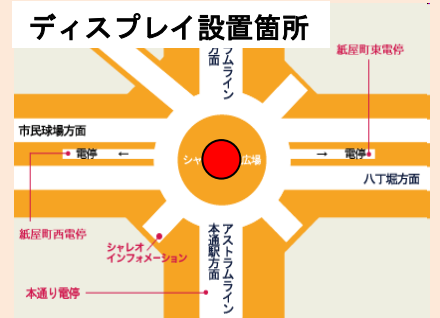 ディスプレイ設置箇所
ラムライン
方面
紙屋町東電停
市民球場方面
電停 ←
→ 電停
シャ
広場
八丁堀方面
紙屋町西電停
シャレオ
インフォメーション
アストラムライン
本通駅方面
本通り電停